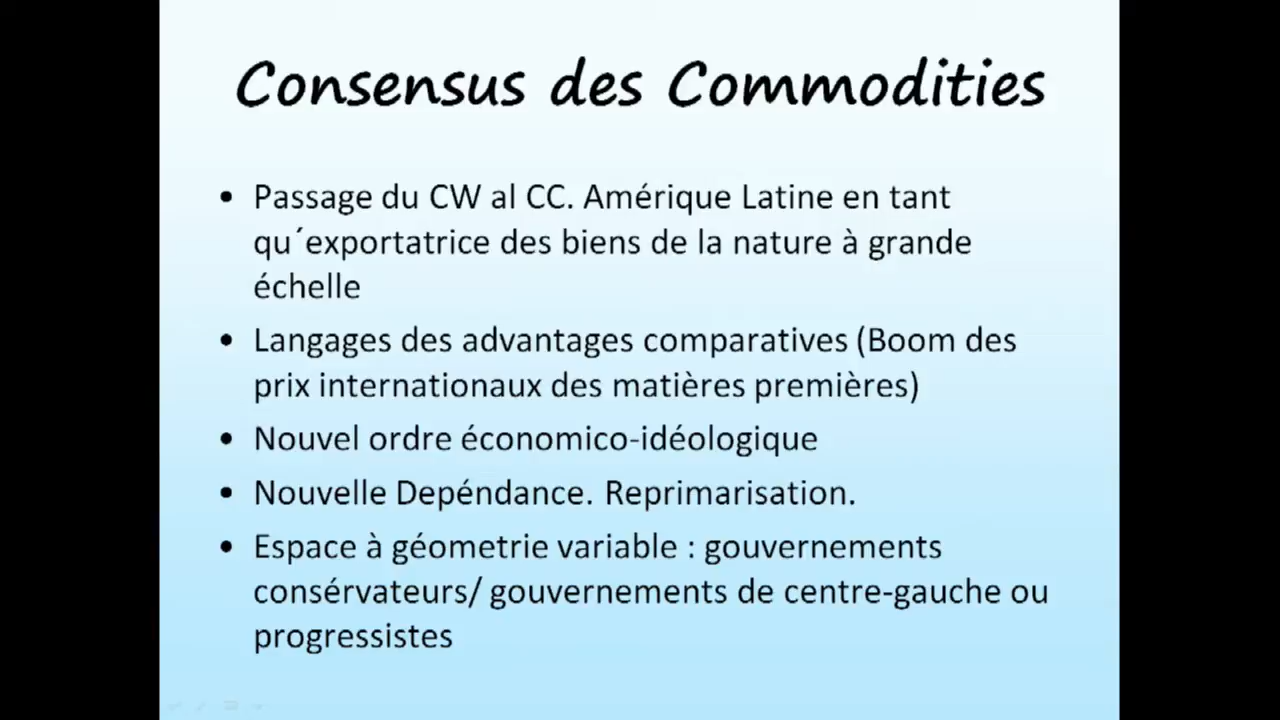 Consensus des Commodities
• Passage du CW al CC. Amérique Latine en tant
qu´exportatrice des biens de la nature à grande
échelle
• Langages des advantages comparatives (Boom des
prix internationaux des matières premières)
• Nouvel ordre économico-idéologique
• Nouvelle Depéndance. Reprimarisation.
• Espace à géometrie variable : gouvernements
consérvateurs/ gouvernements de centre-gauche ou
progressistes